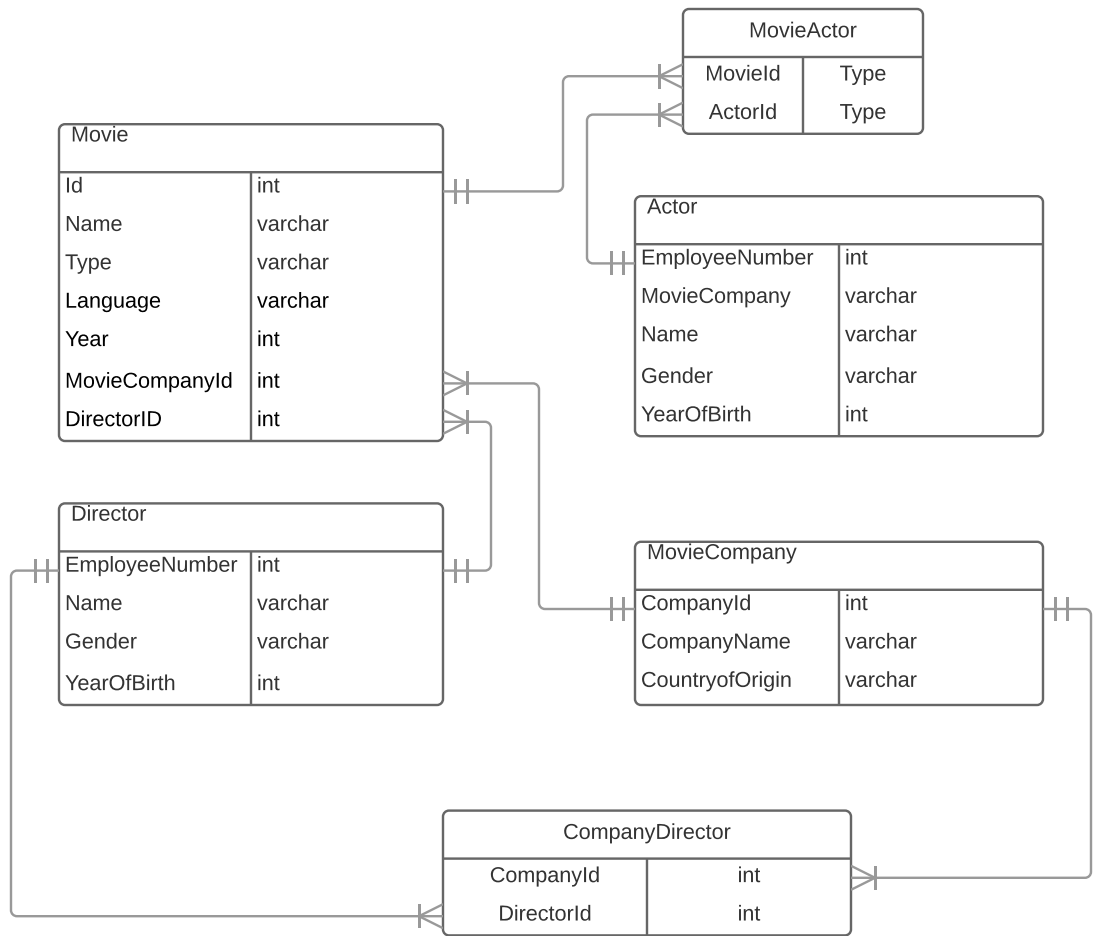 MovieActor
MovieId Type
ActorId Type
Movie
Id int
Name varchar
Type varchar
Language varchar
Year int
MovieCompanyId int
DirectorID int
Actor
EmployeeNumber int
MovieCompany varchar
Name varchar
Gender varchar
YearOfBirth int
Director
EmployeeNumber int
Name varchar
Gender varchar
YearOfBirth int
MovieCompany
CompanyId int
CompanyName varchar
CountryofOrigin varchar
CompanyDirector
CompanyId int
DirectorId int